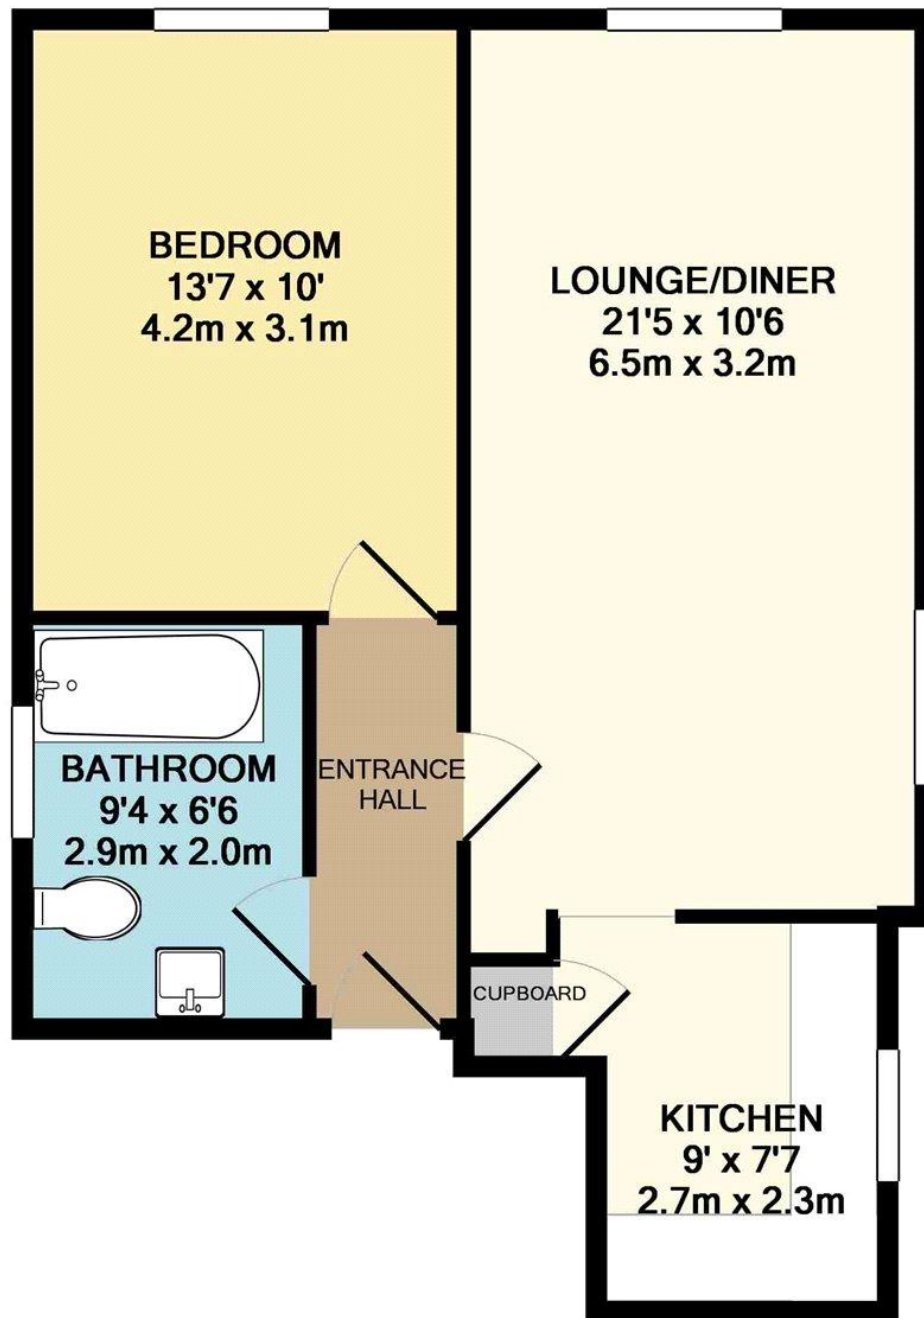 BEDROOM
13'7 x 10'
4.2m x 3.1m
LOUNGE/DINER
21'5 x 10'6
6.5m x 3.2m
BATHROOM
9'4 x 6'6
2.9m x 2.0m
ENTRANCE
HALL
CUPBOARD
KITCHEN
9' x 7'7
2.7m x 2.3m